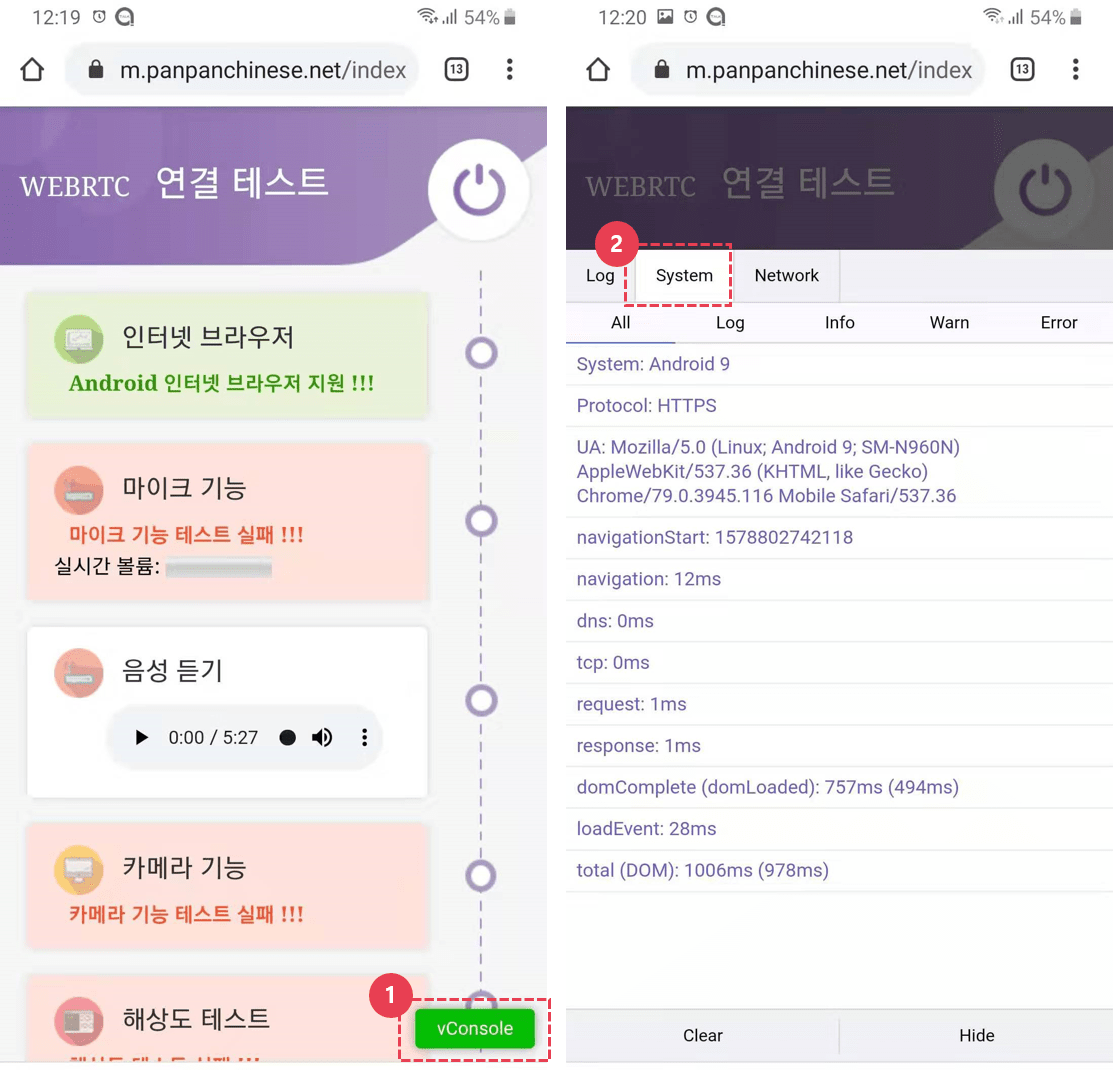 12:19
54%
m.panpanchinese.net/index
13
WEBRTC 연결 테스트
인터넷 브라우저
Android 인터넷 브라우저 지원 !!!
마이크 기능
마이크 기능 테스트 실패 !!!
실시간 볼륨:
음성 듣기
0:00 / 5:27
카메라 기능
카메라 기능 테스트 실패 !!!
해상도 테스트
해상도 테스트 실패 !!!
1
vConsole
12:20
54%
m.panpanchinese.net/index
13
WEBRTC 연결 테스트
2
Log System Network
All Log Info Warn Error
System: Android 9
Protocol: HTTPS
UA: Mozilla/5.0 (Linux; Android 9; SM-N960N)
AppleWebKit/537.36 (KHTML, like Gecko)
Chrome/79.0.3945.116 Mobile Safari/537.36
navigationStart: 1578802742118
navigation: 12ms
dns: 0ms
tcp: 0ms
request: 1ms
response: 1ms
domComplete (domLoaded): 757ms (494ms)
loadEvent: 28ms
total (DOM): 1006ms (978ms)
Clear Hide